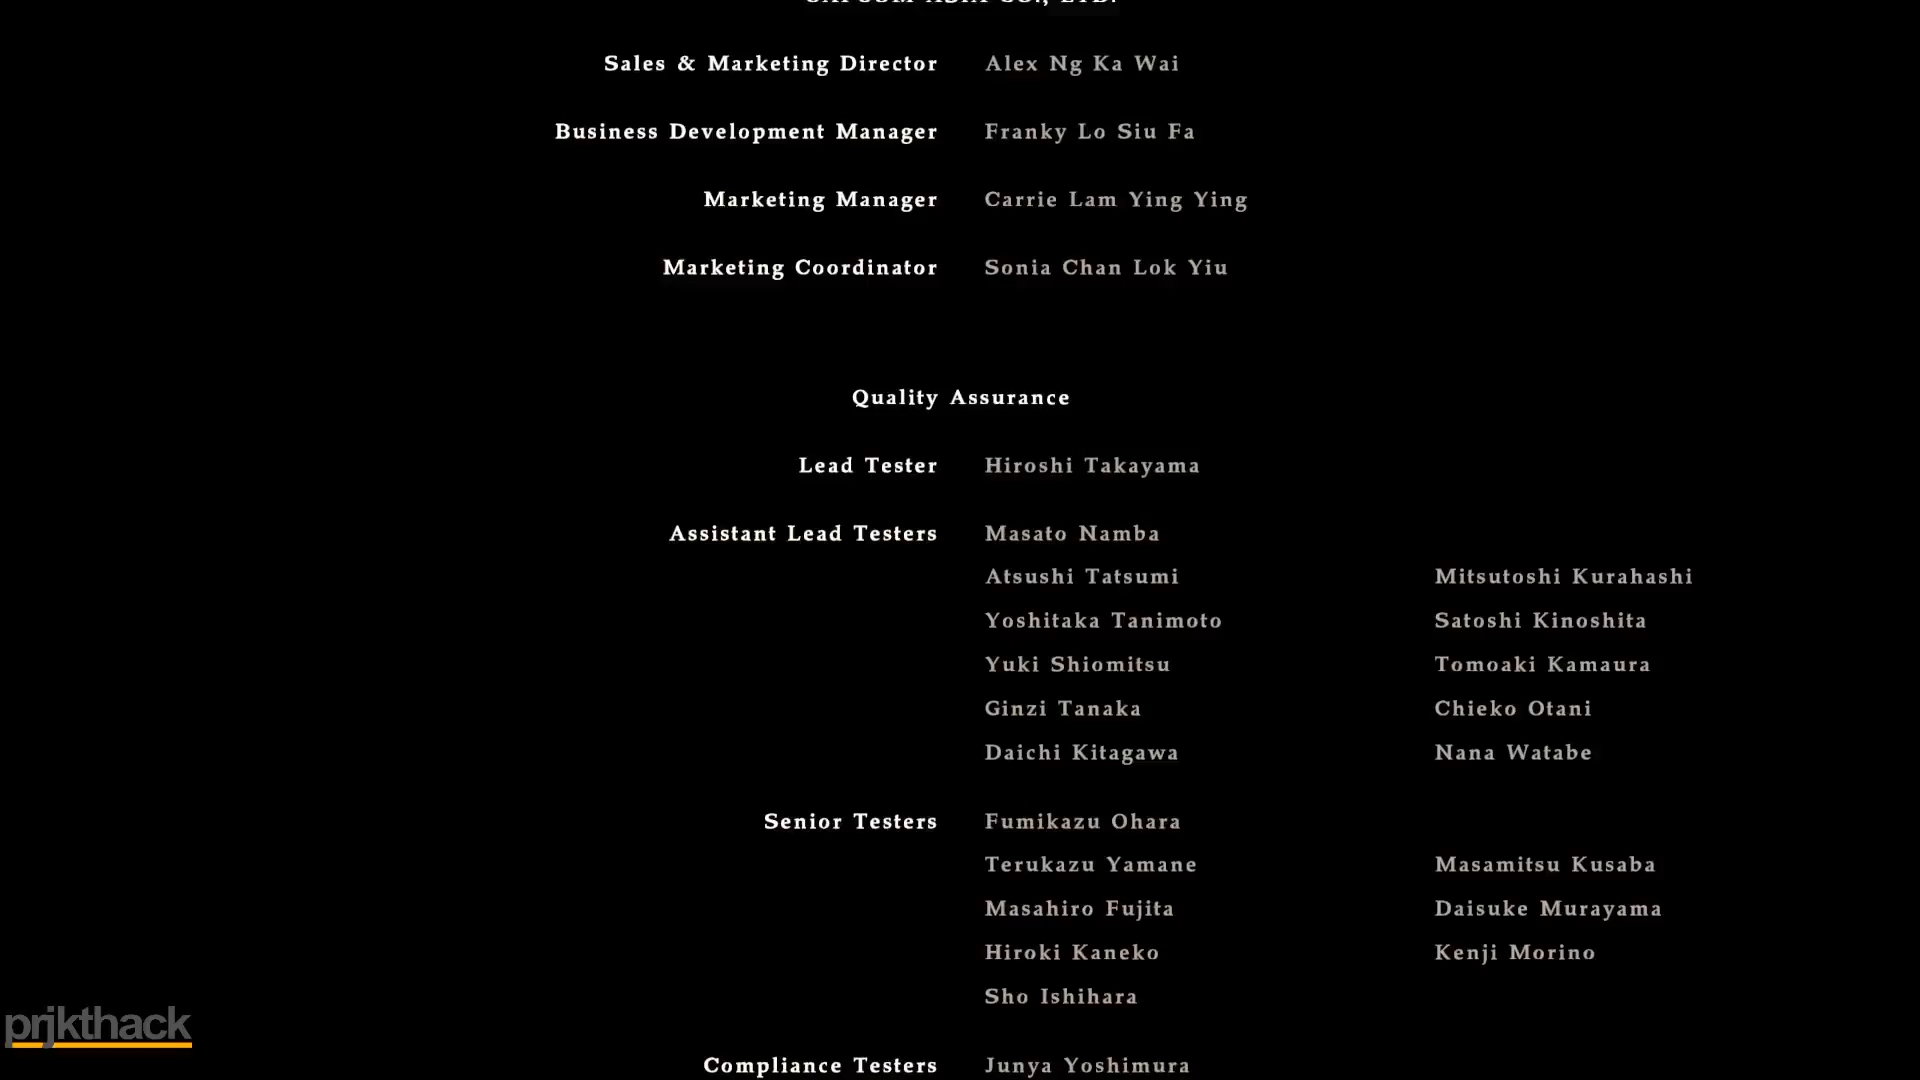 CAPCOM ASIA CO., LTD.
Sales & Marketing Director Alex Ng Ka Wai
Business Development Manager Franky Lo Siu Fa
Marketing Manager Carrie Lam Ying Ying
Marketing Coordinator Sonia Chan Lok Yiu
Quality Assurance
Lead Tester Hiroshi Takayama
Assistant Lead Testers Masato Namba
Atsushi Tatsumi Mitsutoshi Kurahashi
Yoshitaka Tanimoto Satoshi Kinoshita
Yuki Shiomitsu Tomoaki Kamaura
Ginzi Tanaka Chieko Otani
Daichi Kitagawa Nana Watabe
Senior Testers Fumikazu Ohara
Terukazu Yamane Masamitsu Kusaba
Masahiro Fujita Daisuke Murayama
Hiroki Kaneko Kenji Morino
Sho Ishihara
prjkthack
Compliance Testers Junya Yoshimura